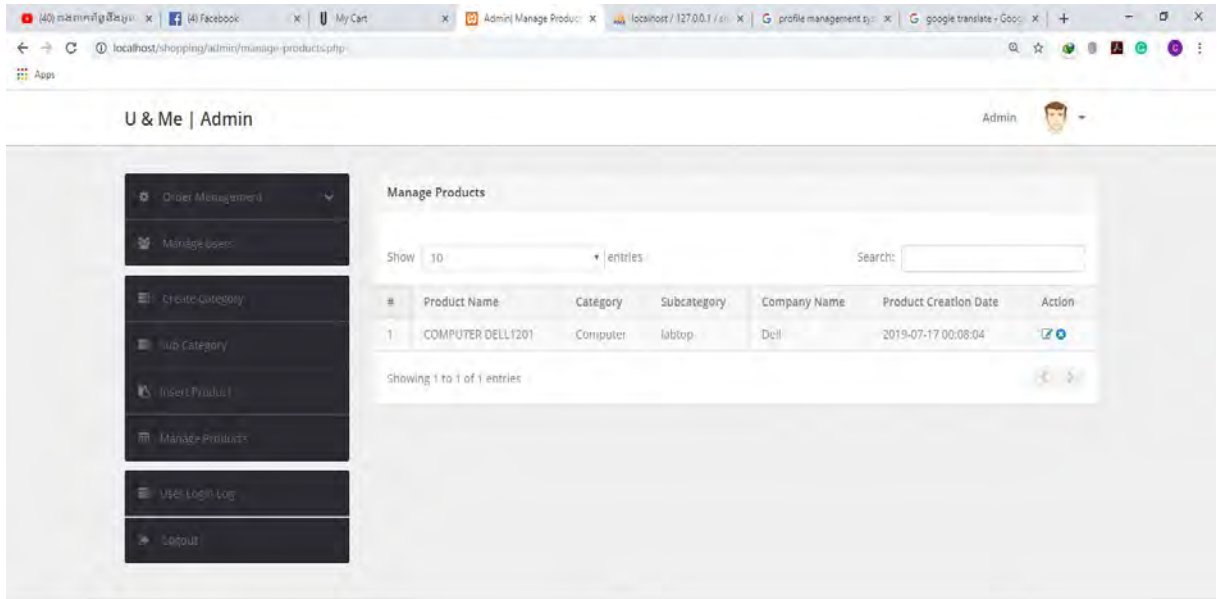 (4) Facebook
My Cart
Admin| Manage Produc
localhost / 127.0.0.1 /
profile management sy
google translate - Goo
localhost/shopping/admin/manage-products.php
Apps
U & Me | Admin
Admin
Order Management
Manage users
Create Category
Sub Category
Insert Product
Manage Products
User Login Log
Logout
Manage Products
Show 10 entries
Search:
# Product Name Category Subcategory Company Name Product Creation Date Action
1 COMPUTER DELL1201 Computer labtop Dell 2019-07-17 00:08:04
Showing 1 to 1 of 1 entries